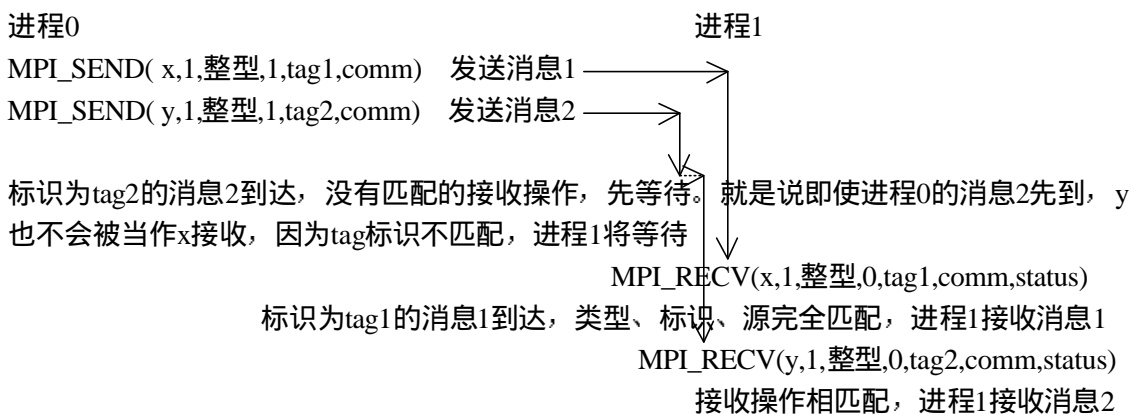 进程0 进程1
MPI_SEND( x,1,整型,1,tag1,comm) 发送消息1
MPI_SEND( y,1,整型,1,tag2,comm) 发送消息2
标识为tag2的消息2到达，没有匹配的接收操作，先等待。就是说即使进程0的消息2先到，y
也不会被当作x接收，因为tag标识不匹配，进程1将等待
MPI_RECV(x,1,整型,0,tag1,comm,status)
标识为tag1的消息1到达，类型、标识、源完全匹配，进程1接收消息1
MPI_RECV(y,1,整型,0,tag2,comm,status)
接收操作相匹配，进程1接收消息2